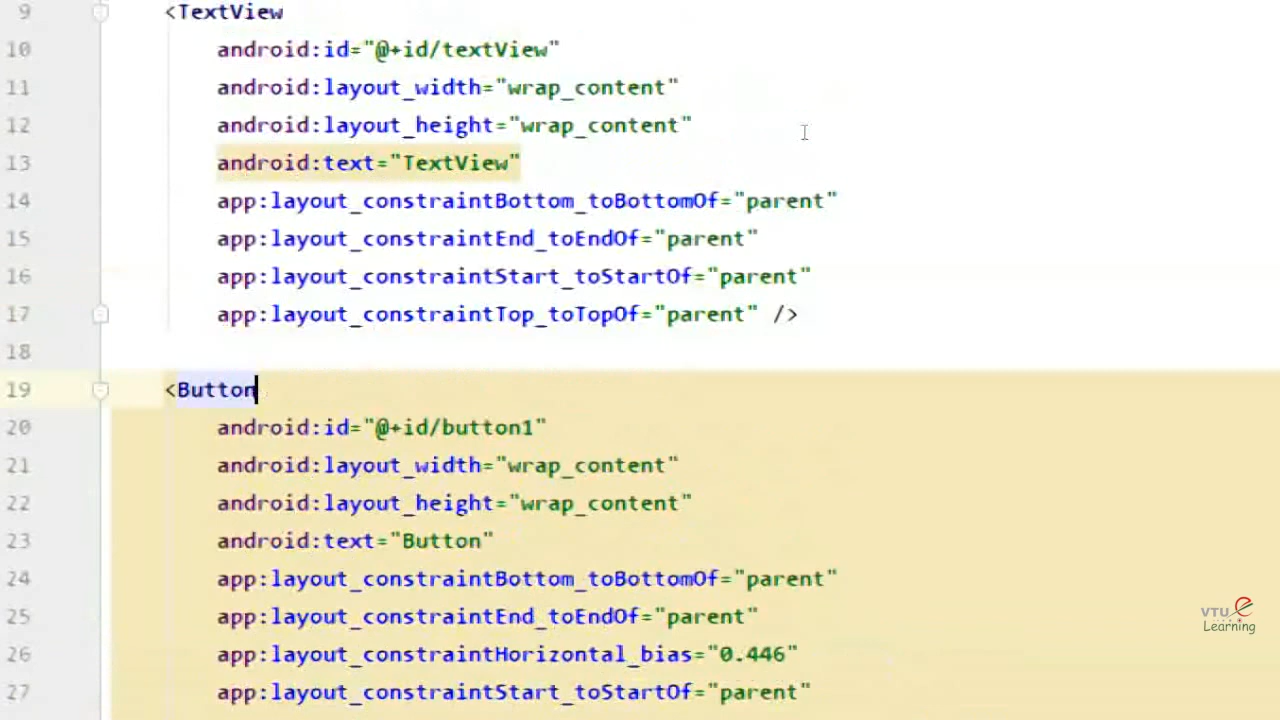 9 <TextView
10 android:id="@+id/textView"
11 android:layout_width="wrap_content"
12 android:layout_height="wrap_content"
13 android:text="TextView"
14 app:layout_constraintBottom_toBottomOf="parent"
15 app:layout_constraintEnd_toEndOf="parent"
16 app:layout_constraintStart_toStartOf="parent"
17 app:layout_constraintTop_toTopOf="parent" />
18
19 <Button
20 android:id="@+id/button1"
21 android:layout_width="wrap_content"
22 android:layout_height="wrap_content"
23 android:text="Button"
24 app:layout_constraintBottom_toBottomOf="parent"
25 app:layout_constraintEnd_toEndOf="parent"
26 app:layout_constraintHorizontal_bias="0.446"
27 app:layout_constraintStart_toStartOf="parent"
VTU e
Learning